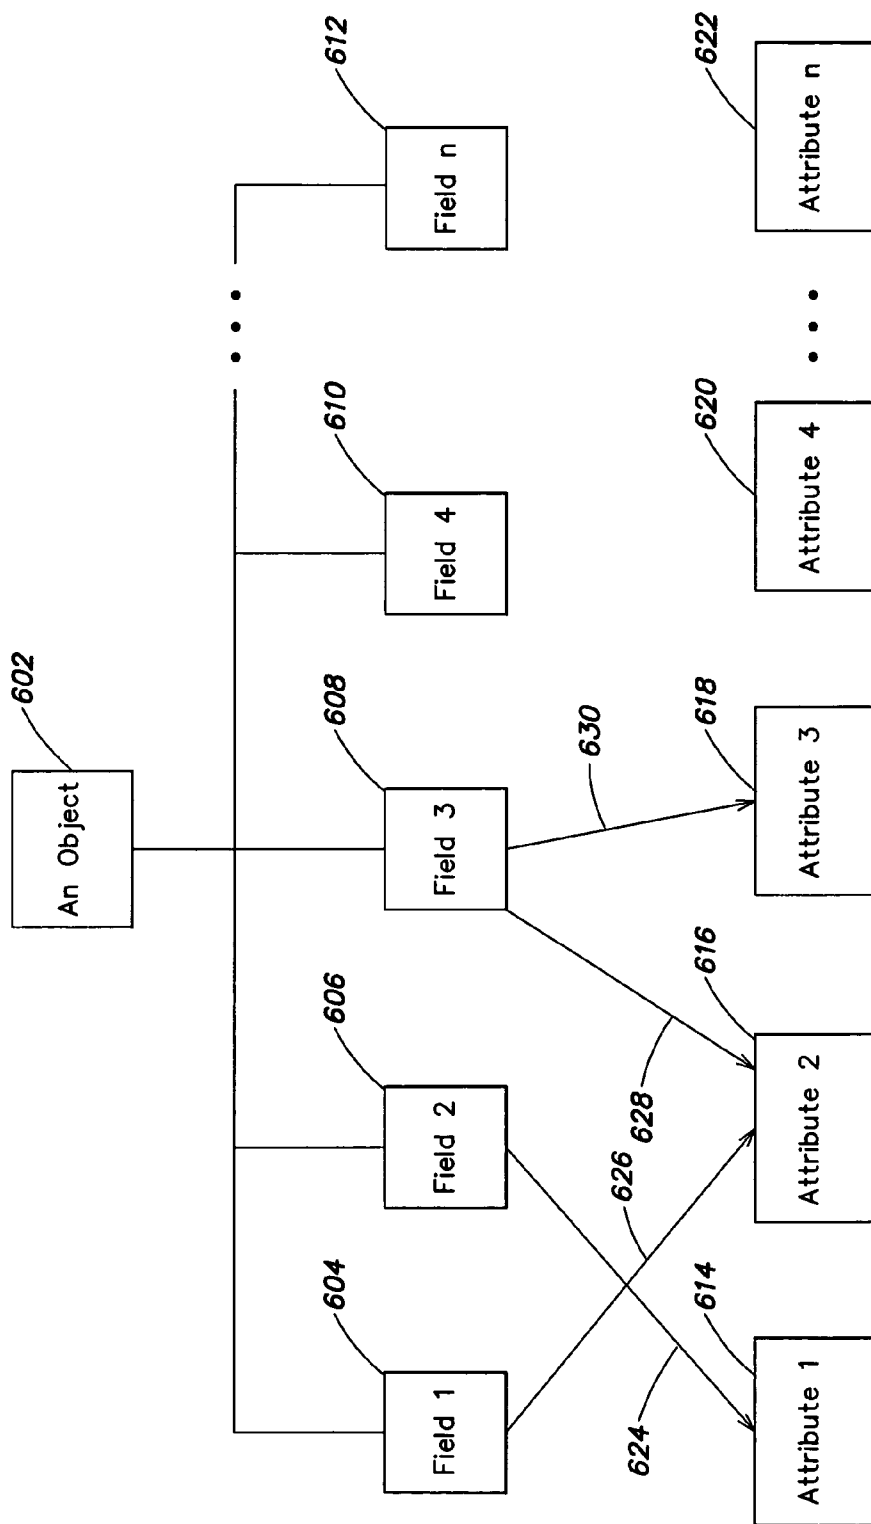 602
An Object
604
606
608
610
612
Field 1
Field 2
Field 3
Field 4
Field n
624
626
628
630
614
616
618
620
622
Attribute 1
Attribute 2
Attribute 3
Attribute 4
Attribute n